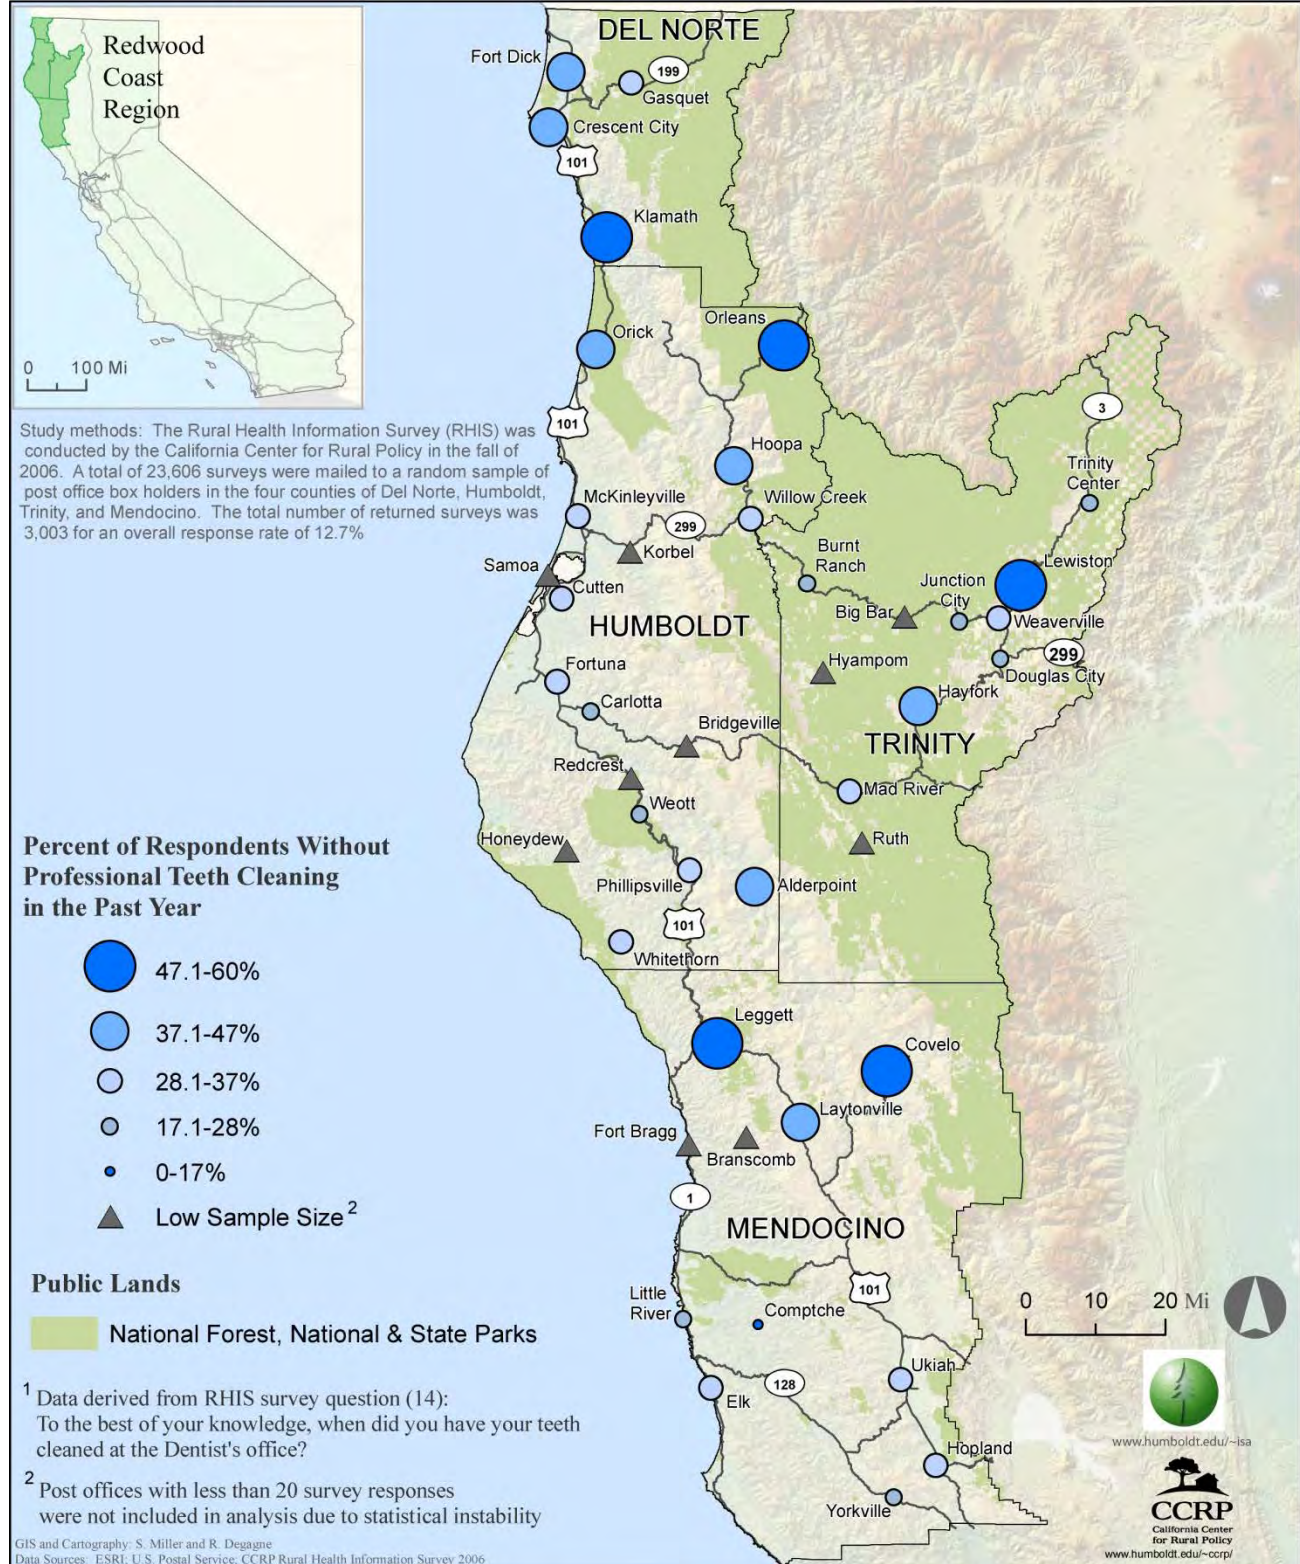 Redwood
Coast
Region
0 100 Mi
Study methods: The Rural Health Information Survey (RHIS) was
conducted by the California Center for Rural Policy in the fall of
2006. A total of 23,606 surveys were mailed to a random sample of
post office box holders in the four counties of Del Norte, Humboldt,
Trinity, and Mendocino. The total number of returned surveys was
3,003 for an overall response rate of 12.7%
DEL NORTE
Fort Dick
199
Gasquet
Crescent City
101
Klamath
Orleans
Orick
3
101
Hoopa
Trinity
Center
McKinleyville
Willow Creek
299
Korbel
Burnt
Ranch
Lewiston
Samoa
Junction
City
Cutten
Big Bar
Weaverville
HUMBOLDT
299
Hyampom
Fortuna
Douglas City
Hayfork
Carlotta
Bridgeville
TRINITY
Redcrest
Mad River
Weott
Honeydew
Ruth
Phillipsville
Alderpoint
101
Whitethorn
Leggett
Covelo
Laytonville
Fort Bragg
Branscomb
1
MENDOCINO
101
Little
River
Comptche
128
Ukiah
Elk
Hopland
Yorkville
Percent of Respondents Without
Professional Teeth Cleaning
in the Past Year
47.1-60%
37.1-47%
28.1-37%
17.1-28%
0-17%
Low Sample Size 2
Public Lands
National Forest, National & State Parks
1 Data derived from RHIS survey question (14):
To the best of your knowledge, when did you have your teeth
cleaned at the Dentist's office?
2 Post offices with less than 20 survey responses
were not included in analysis due to statistical instability
GIS and Cartography: S. Miller and R. Degagne
Data Sources: ESRI; U.S. Postal Service; CCRP Rural Health Information Survey 2006
0 10 20 Mi
www.humboldt.edu/~isa
CCRP
California Center
for Rural Policy
www.humboldt.edu/~ccrp/